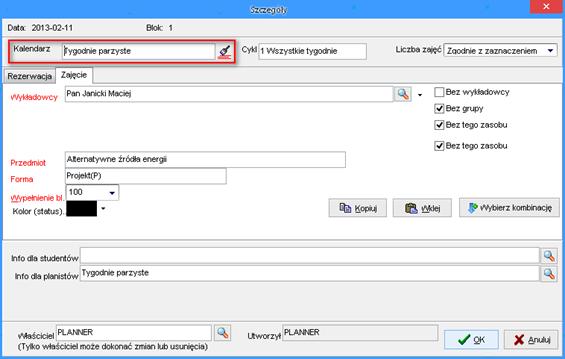 Szczegóły
Data: 2013-02-11 Blok: 1
Kalendarz Tygodnie parzyste Cykl 1 Wszystkie tygodnie Liczba zajęć Zgodnie z zaznaczeniem
Rezerwacja Zajęcie
Wykładowcy Pan Janicki Maciej Bez wykładowcy
Bez grupy
Bez tego zasobu
Bez tego zasobu
Przedmiot Alternatywne źródła energii
Forma Projekt(P)
Wypełnienie bl. 100
Kolor (status). Kopiuj Wklej Wybierz kombinację
Info dla studentów
Info dla planistów Tygodnie parzyste
Właściciel PLANNER Utworzył PLANNER OK Anuluj
(Tylko właściciel może dokonać zmian lub usunięcia)